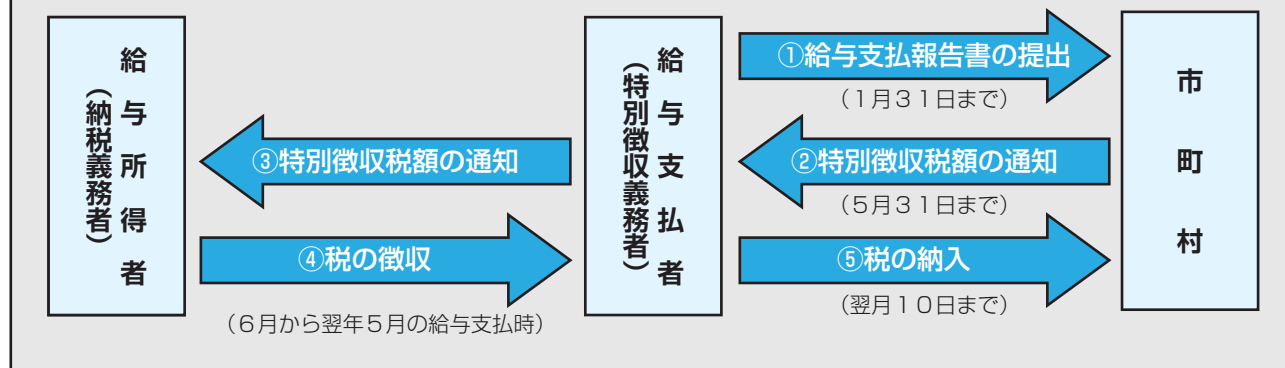 給与所得者
（納税義務者）
③特別徴収税額の通知
④税の徴収
（６月から翌年５月の給与支払時）
給与支払者
（特別徴収義務者）
①給与支払報告書の提出
（１月３１日まで）
②特別徴収税額の通知
（５月３１日まで）
⑤税の納入
（翌月１０日まで）
市町村